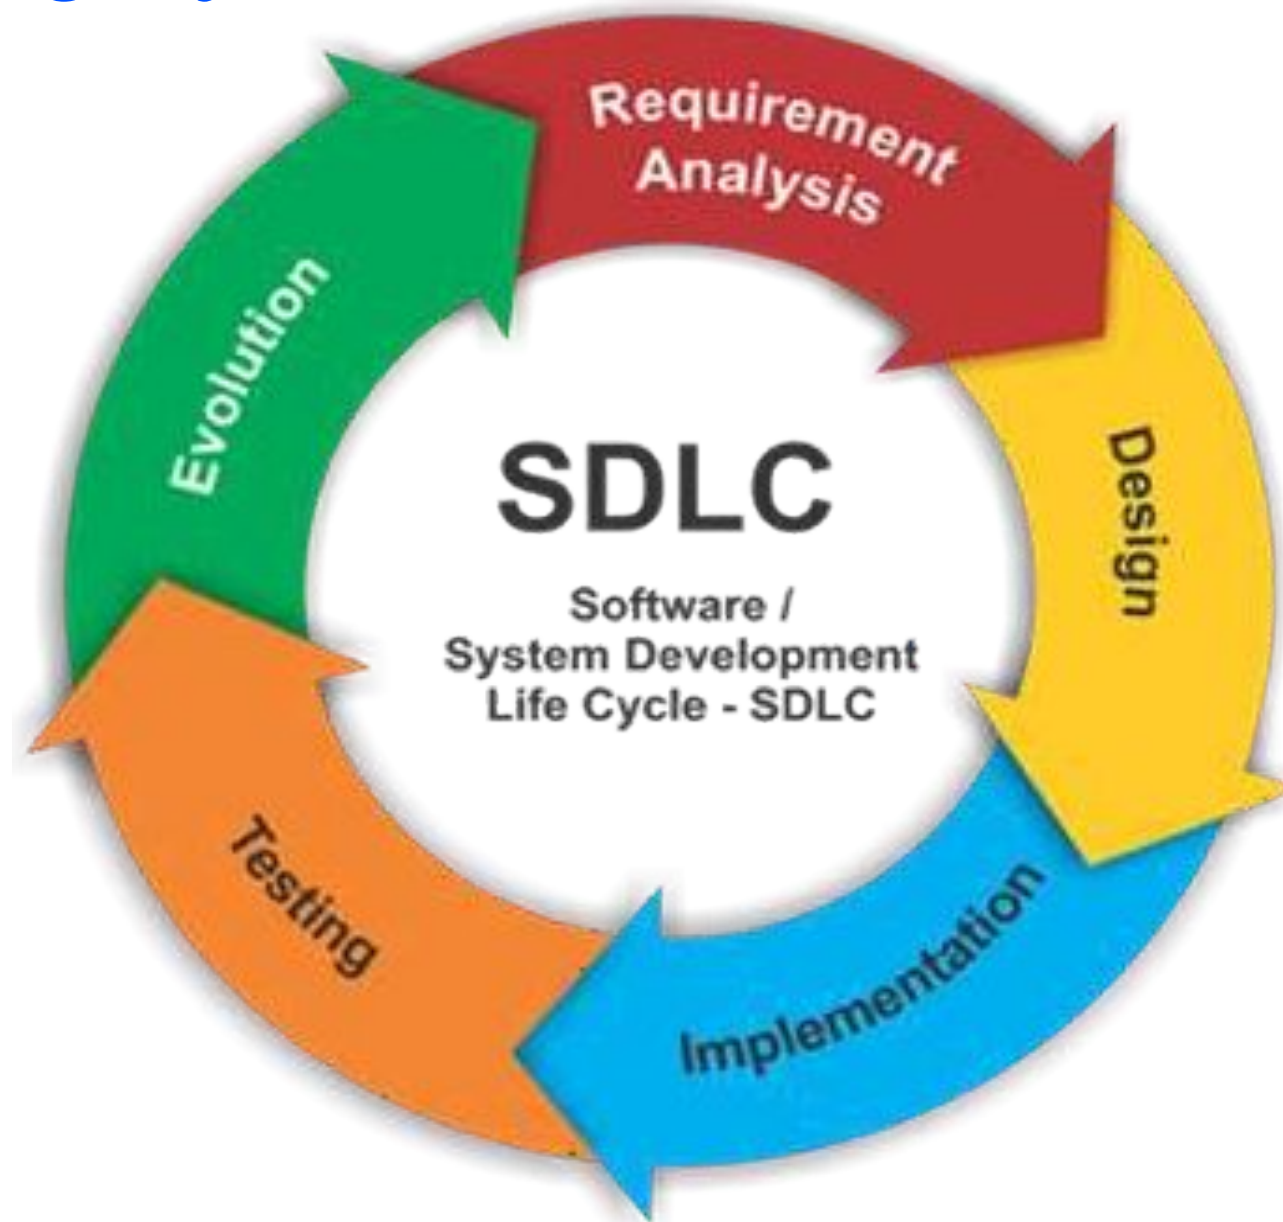 Requirement
Analysis
Design
Implementation
Testing
Evolution
SDLC
Software /
System Development
Life Cycle - SDLC